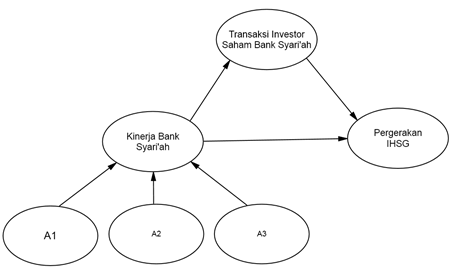 Transaksi Investor
Saham Bank Syari'ah
Kinerja Bank
Syari'ah
Pergerakan
IHSG
A1
A2
A3